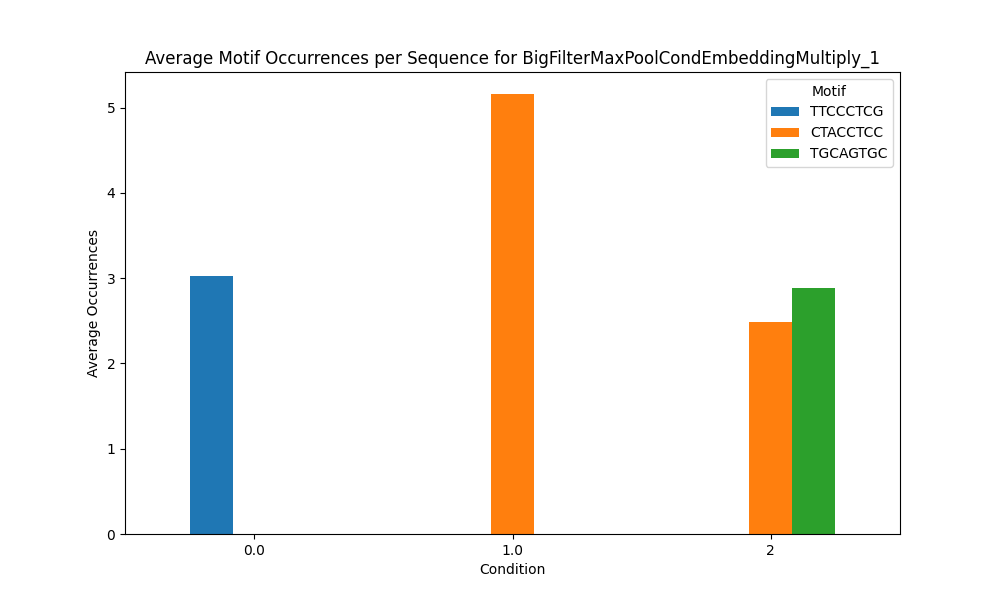 Average Motif Occurrences per Sequence for BigFilterMaxPoolCondEmbeddingMultiply_1
Motif
TTCCCTCG
CTACCTCC
TGCAGTGC
Average Occurrences
5
4
3
2
1
0
0.0
1.0
2
Condition